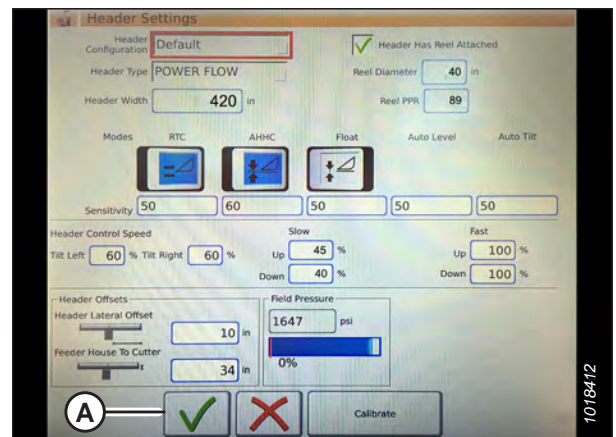 Header Settings
Header Configuration Default
Header Has Reel Attached
Header Type POWER FLOW
Reel Diameter 40 in
Header Width 420 in
Reel PPR 89
Modes RTC AHHC Float Auto Level Auto Tilt
Sensitivity 50 60 50 50 50
Header Control Speed Slow Fast
Tilt Left 60 % Tilt Right 60 % Up 45 % Up 100 %
Down 40 % Down 100 %
Header Offsets Field Pressure
Header Lateral Offset
10 in
1647 psi
Feeder House To Cutter
34 in
0%
A
Calibrate
1018412